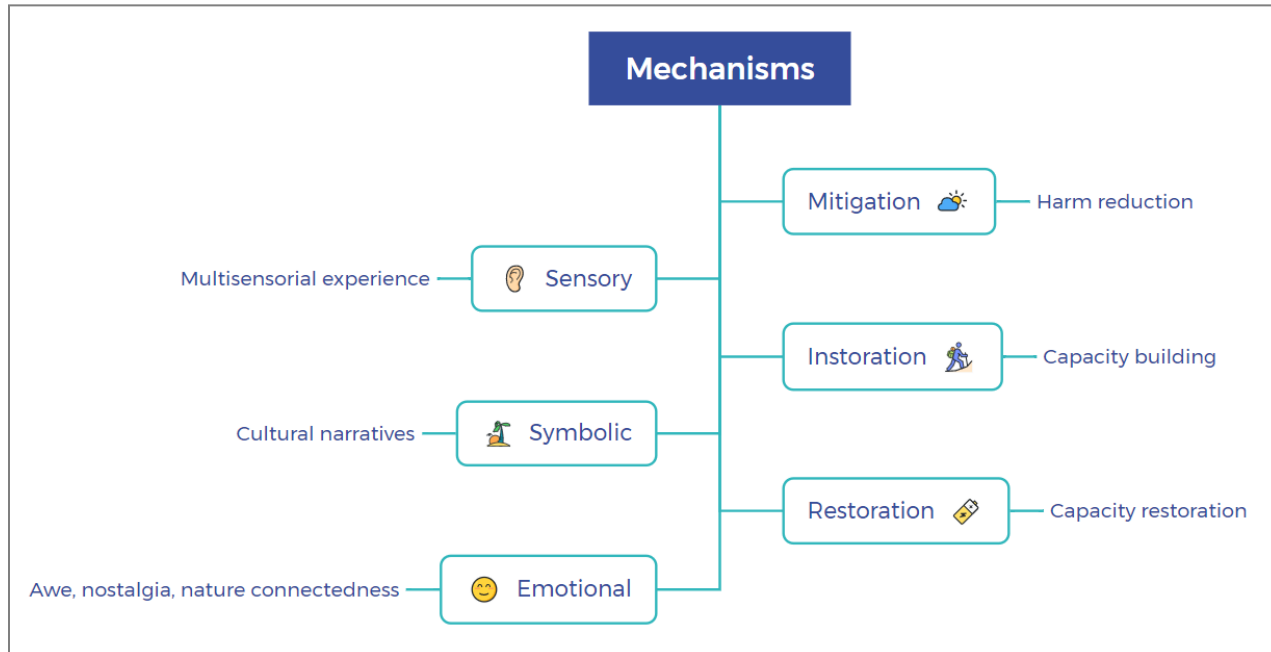 Mechanisms
Mitigation
Harm reduction
Multisensorial experience
Sensory
Instoration
Capacity building
Cultural narratives
Symbolic
Restoration
Capacity restoration
Awe, nostalgia, nature connectedness
Emotional